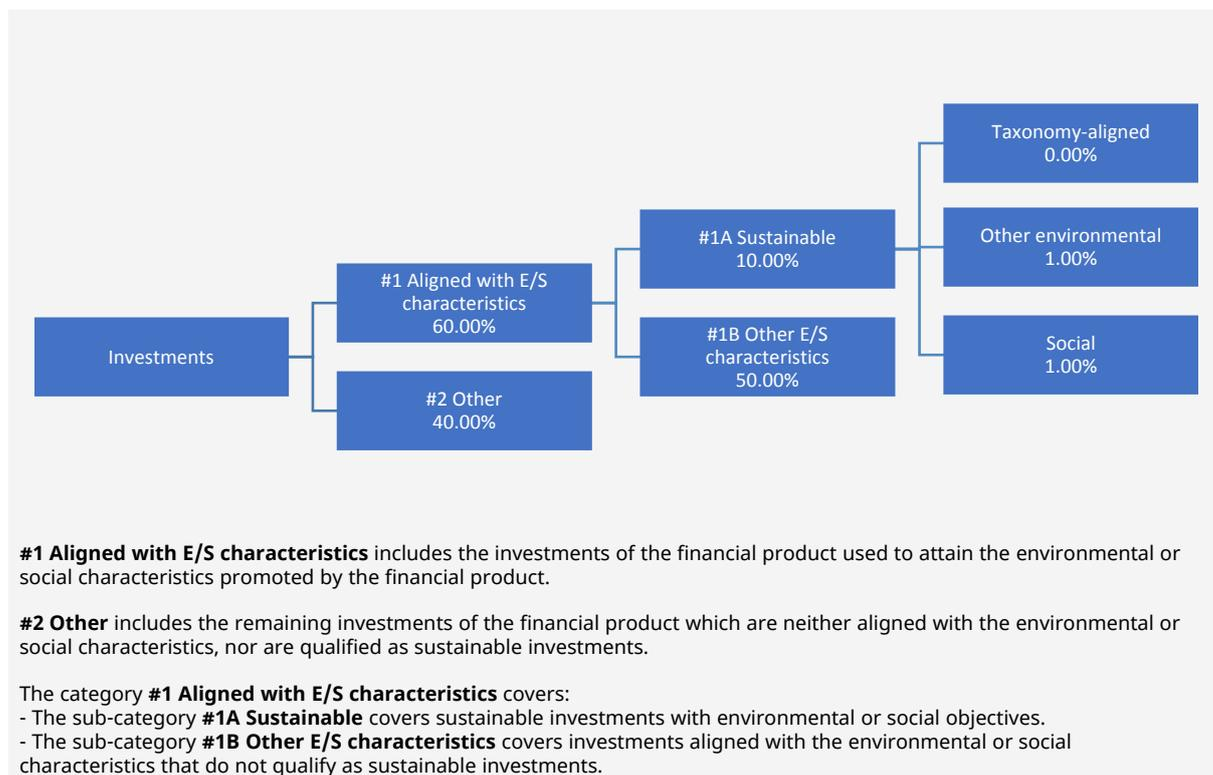 Taxonomy-aligned
0.00%
#1A Sustainable
10.00%
Other environmental
1.00%
#1 Aligned with E/S
characteristics
60.00%
Investments
#1B Other E/S
characteristics
50.00%
Social
1.00%
#2 Other
40.00%
#1 Aligned with E/S characteristics includes the investments of the financial product used to attain the environmental or
social characteristics promoted by the financial product.
#2 Other includes the remaining investments of the financial product which are neither aligned with the environmental or
social characteristics, nor are qualified as sustainable investments.
The category #1 Aligned with E/S characteristics covers:
- The sub-category #1A Sustainable covers sustainable investments with environmental or social objectives.
- The sub-category #1B Other E/S characteristics covers investments aligned with the environmental or social
characteristics that do not qualify as sustainable investments.